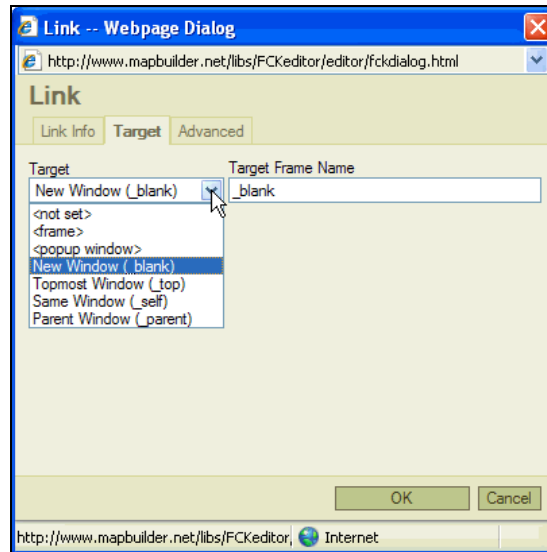 Link -- Webpage Dialog
http://www.mapbuilder.net/libs/FCKeditor/editor/fckdialog.html
Link
Link Info Target Advanced
Target Target Frame Name
New Window (_blank) _blank
<not set>
<frame>
<popup window>
New Window (_blank)
Topmost Window (_top)
Same Window (_self)
Parent Window (_parent)
OK Cancel
http://www.mapbuilder.net/libs/FCKeditor, Internet